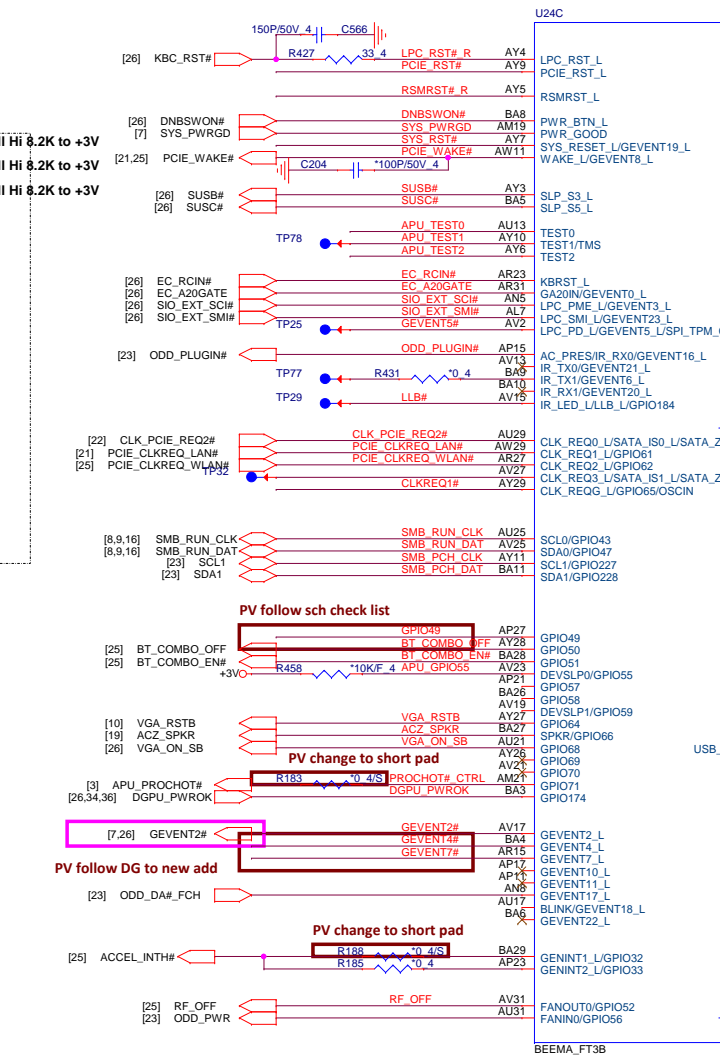 U24C
150P/50V_4 C566
[26] KBC_RST# R427 33_4 LPC_RST#_R AY4 LPC_RST_L
PCIE_RST# AY9 PCIE_RST_L
RSMRST#_R AY5 RSMRST_L
[26] DNBSWON# DNBSWON# BA8 PWR_BTN_L
[7] SYS_PWRGD SYS_PWRGD AM19 PWR_GOOD
ll Hi 8.2K to +3V
SYS_RST# AY7 SYS_RESET_L/GEVENT19_L
[21,25] PCIE_WAKE# PCIE_WAKE# AW11 WAKE_L/GEVENT8_L
ll Hi 8.2K to +3V
C204 *100P/50V_4
ll Hi 8.2K to +3V
[26] SUSB# SUSB# AY3 SLP_S3_L
[26] SUSC# SUSC# BA5 SLP_S5_L
APU_TEST0 AU13 TEST0
TP78 APU_TEST1 AY10 TEST1/TMS
APU_TEST2 AY6 TEST2
[26] EC_RCIN# EC_RCIN# AR23 KBRST_L
[26] EC_A20GATE EC_A20GATE AR31 GA20IN/GEVENT0_L
[26] SIO_EXT_SCI# SIO_EXT_SCI# AN5 LPC_PME_L/GEVENT3_L
[26] SIO_EXT_SMI# SIO_EXT_SMI# AL7 LPC_SMI_L/GEVENT23_L
TP25 GEVENT5# AV2 LPC_PD_L/GEVENT5_L/SPI_TPM_
[23] ODD_PLUGIN# ODD_PLUGIN# AP15 AC_PRES/IR_RX0/GEVENT16_L
AV13 IR_TX0/GEVENT21_L
TP77 R431 *0_4 BA9 IR_TX1/GEVENT6_L
BA10 IR_RX1/GEVENT20_L
TP29 LLB# AV15 IR_LED_L/LLB_L/GPIO184
[22] CLK_PCIE_REQ2# CLK_PCIE_REQ2# AU29 CLK_REQ0_L/SATA_IS0_L/SATA_Z
[21] PCIE_CLKREQ_LAN# PCIE_CLKREQ_LAN# AW29 CLK_REQ1_L/GPIO61
[25] PCIE_CLKREQ_WLAN# PCIE_CLKREQ_WLAN# AR27 CLK_REQ2_L/GPIO62
TP32 AV27 CLK_REQ3_L/SATA_IS1_L/SATA_Z
CLKREQ1# AY29 CLK_REQG_L/GPIO65/OSCIN
[8,9,16] SMB_RUN_CLK SMB_RUN_CLK AU25 SCL0/GPIO43
[8,9,16] SMB_RUN_DAT SMB_RUN_DAT AV25 SDA0/GPIO47
[23] SCL1 SMB_PCH_CLK AY11 SCL1/GPIO227
[23] SDA1 SMB_PCH_DAT BA11 SDA1/GPIO228
PV follow sch check list
GPIO49 AP27 GPIO49
[25] BT_COMBO_OFF BT_COMBO_OFF AY28 GPIO50
[25] BT_COMBO_EN# BT_COMBO_EN# BA28 GPIO51
+3V R458 *10K/F_4 APU_GPIO55 AV23 DEVSLP0/GPIO55
AP21 GPIO57
BA26 GPIO58
AV19 DEVSLP1/GPIO59
[10] VGA_RSTB VGA_RSTB AY27 GPIO64
[19] ACZ_SPKR ACZ_SPKR BA27 SPKR/GPIO66
[26] VGA_ON_SB VGA_ON_SB AU21 GPIO68 USB_
AY26 GPIO69
PV change to short pad
AV21 GPIO70
[3] APU_PROCHOT# R183 *0_4/S PROCHOT#_CTRL AM21 GPIO71
[26,34,36] DGPU_PWROK DGPU_PWROK BA3 GPIO174
[7,26] GEVENT2# GEVENT2# AV17 GEVENT2_L
GEVENT4# BA4 GEVENT4_L
GEVENT7# AR15 GEVENT7_L
PV follow DG to new add
AP17 GEVENT10_L
AP11 GEVENT11_L
[23] ODD_DA#_FCH AN8 GEVENT17_L
AU17 BLINK/GEVENT18_L
BA6 GEVENT22_L
PV change to short pad
[25] ACCEL_INTH# R188 *0_4/S BA29 GENINT1_L/GPIO32
R185 *0_4 AP23 GENINT2_L/GPIO33
[25] RF_OFF RF_OFF AV31 FANOUT0/GPIO52
[23] ODD_PWR AU31 FANIN0/GPIO56
BEEMA_FT3B